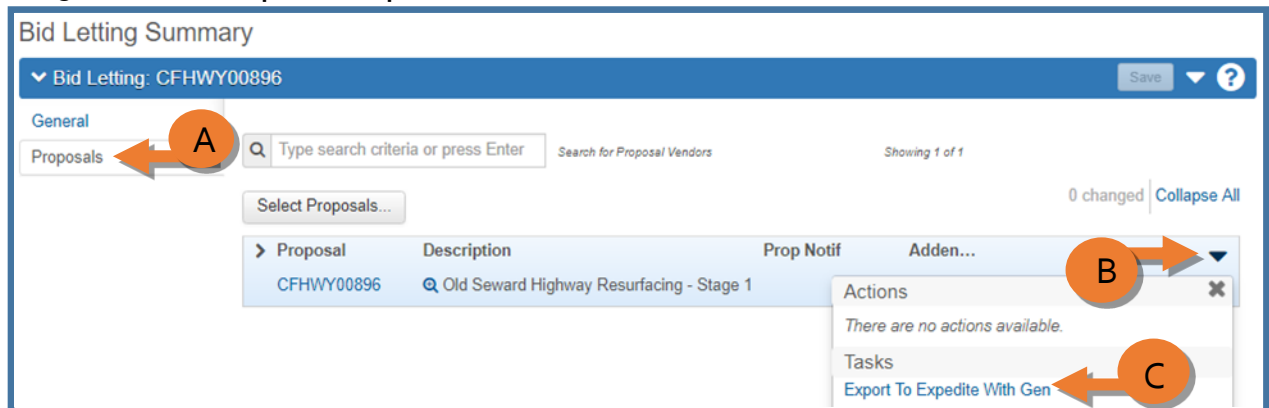 Bid Letting Summary
Bid Letting: CFHWY00896
Save
?
General
Proposals
A
Type search criteria or press Enter
Search for Proposal Vendors
Showing 1 of 1
Select Proposals...
0 changed
Collapse All
Proposal Description Prop Notif Adden...
B
CFHWY00896 Old Seward Highway Resurfacing - Stage 1
Actions
There are no actions available.
Tasks
Export To Expedite With Gen
C